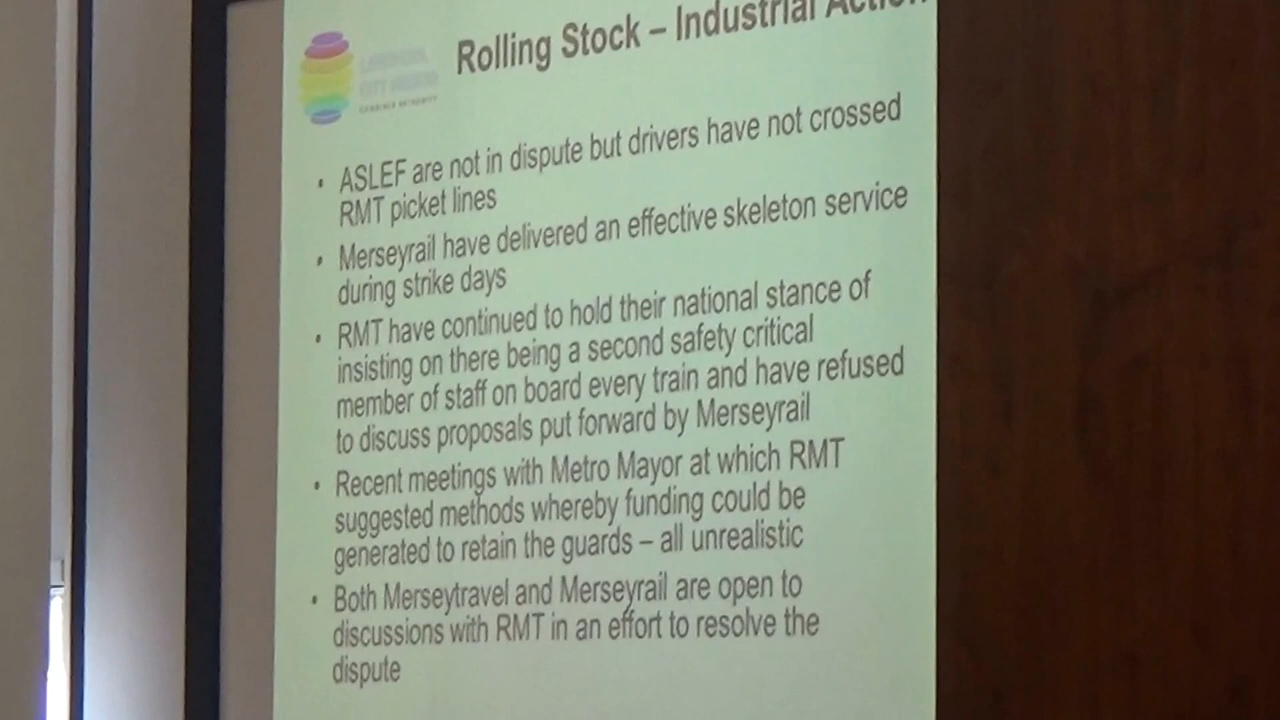 Rolling Stock – Industrial Action
LIVERPOOL
CITY REGION
COMBINED AUTHORITY
• ASLEF are not in dispute but drivers have not crossed
RMT picket lines
• Merseyrail have delivered an effective skeleton service
during strike days
• RMT have continued to hold their national stance of
insisting on there being a second safety critical
member of staff on board every train and have refused
to discuss proposals put forward by Merseyrail
• Recent meetings with Metro Mayor at which RMT
suggested methods whereby funding could be
generated to retain the guards – all unrealistic
• Both Merseytravel and Merseyrail are open to
discussions with RMT in an effort to resolve the
dispute